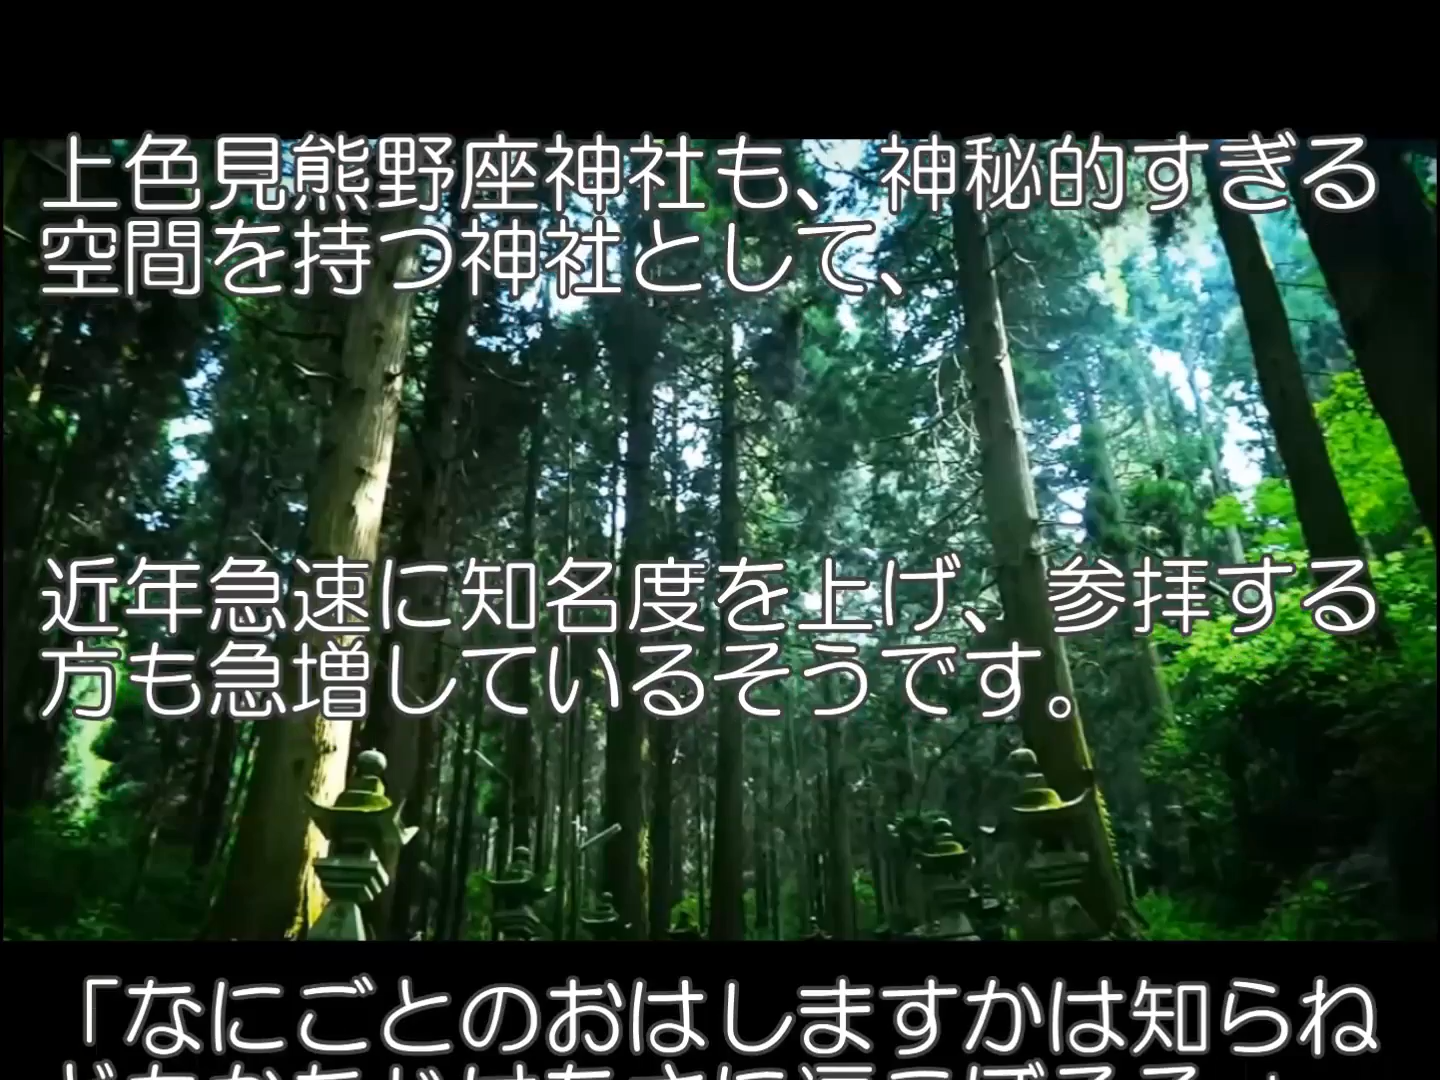 上色見熊野座神社も、神秘的すぎる
空間を持つ神社として、
近年急速に知名度を上げ、参拝する
方も急増しているそうです。
「なにごとのおはしますかは知らね